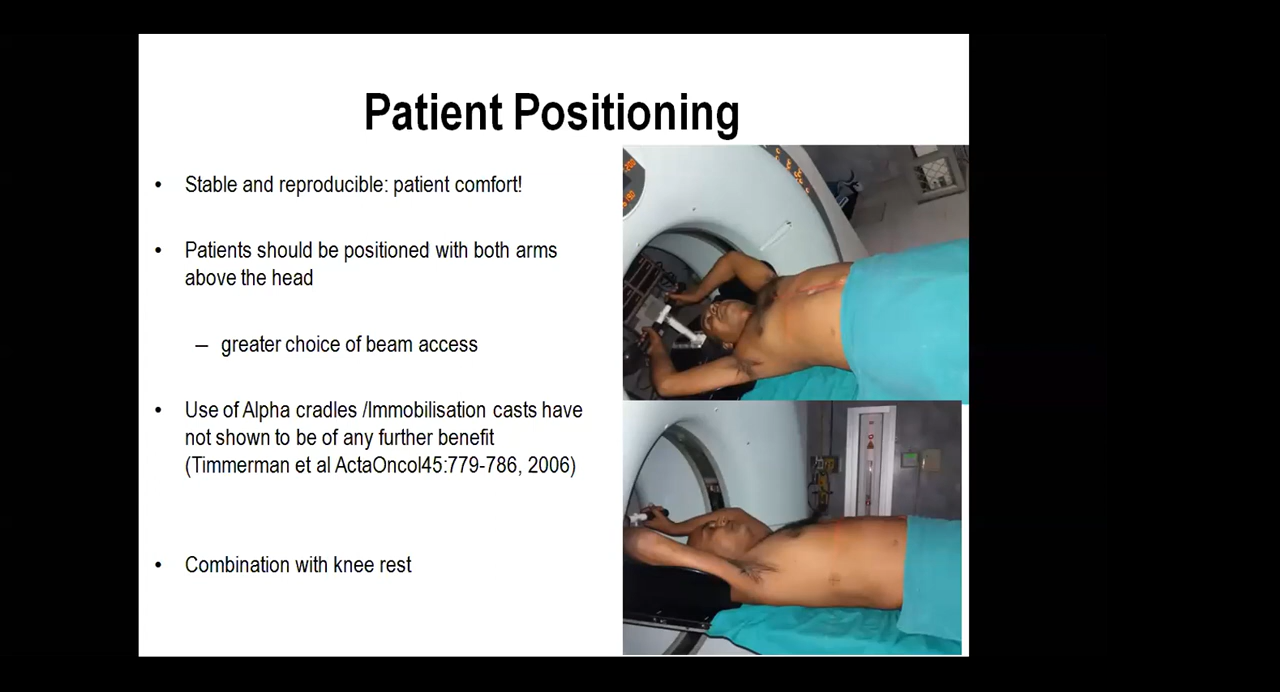 Patient Positioning
• Stable and reproducible: patient comfort!
• Patients should be positioned with both arms
above the head
– greater choice of beam access
• Use of Alpha cradles /Immobilisation casts have
not shown to be of any further benefit
(Timmerman et al ActaOncol45:779-786, 2006)
• Combination with knee rest